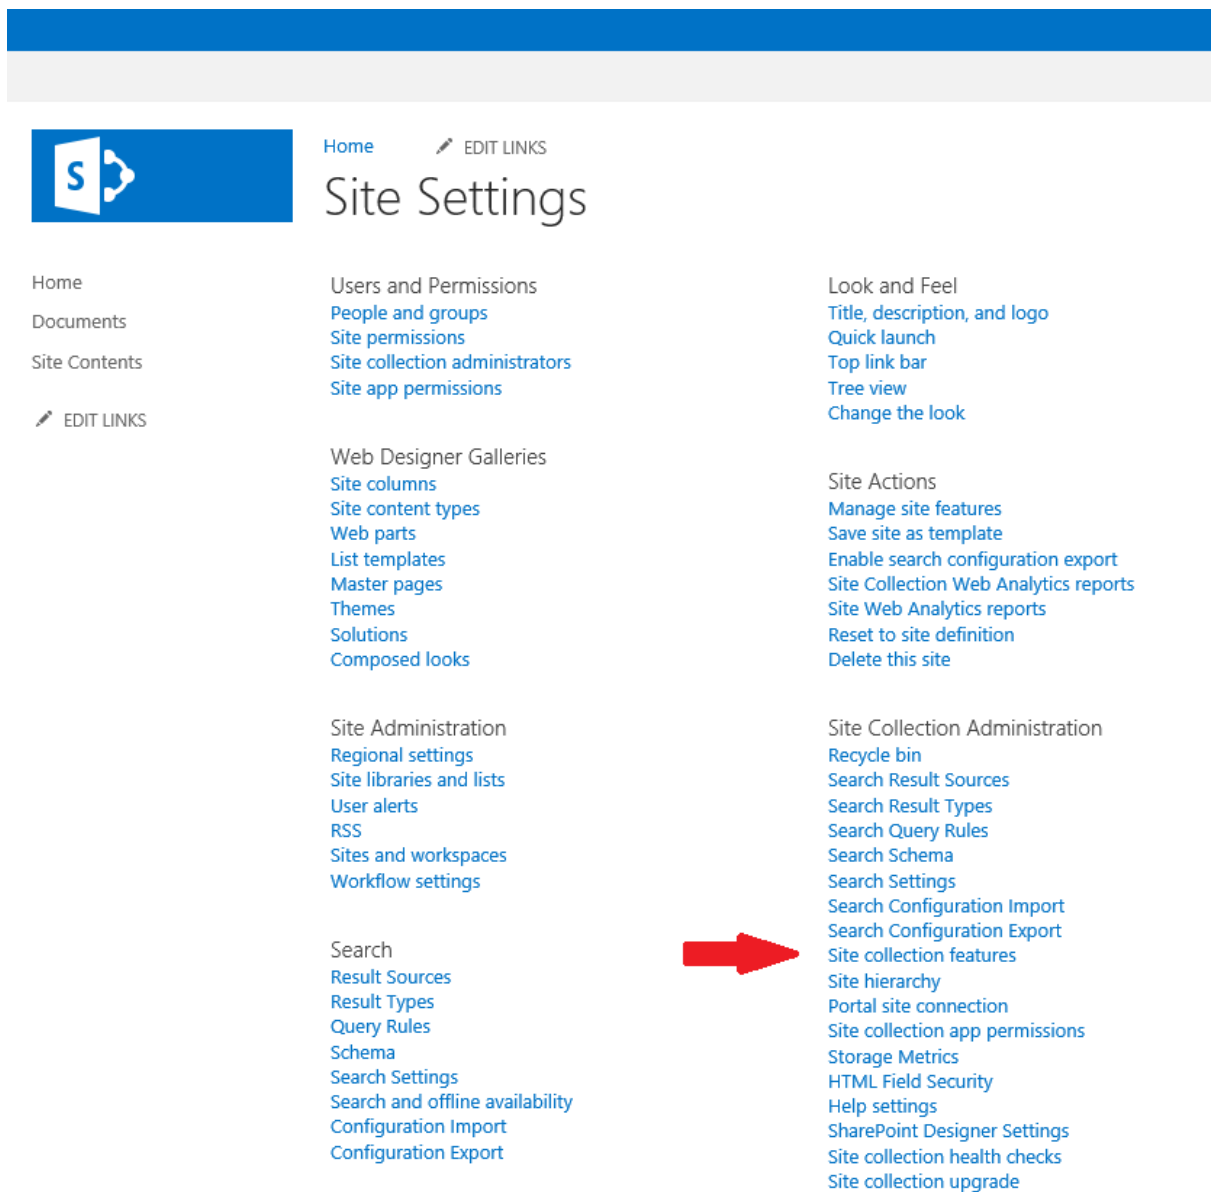 S
Home
EDIT LINKS
Site Settings
Home
Documents
Site Contents
EDIT LINKS
Users and Permissions
People and groups
Site permissions
Site collection administrators
Site app permissions
Web Designer Galleries
Site columns
Site content types
Web parts
List templates
Master pages
Themes
Solutions
Composed looks
Site Administration
Regional settings
Site libraries and lists
User alerts
RSS
Sites and workspaces
Workflow settings
Search
Result Sources
Result Types
Query Rules
Schema
Search Settings
Search and offline availability
Configuration Import
Configuration Export
Look and Feel
Title, description, and logo
Quick launch
Top link bar
Tree view
Change the look
Site Actions
Manage site features
Save site as template
Enable search configuration export
Site Collection Web Analytics reports
Site Web Analytics reports
Reset to site definition
Delete this site
Site Collection Administration
Recycle bin
Search Result Sources
Search Result Types
Search Query Rules
Search Schema
Search Settings
Search Configuration Import
Search Configuration Export
Site collection features
Site hierarchy
Portal site connection
Site collection app permissions
Storage Metrics
HTML Field Security
Help settings
SharePoint Designer Settings
Site collection health checks
Site collection upgrade